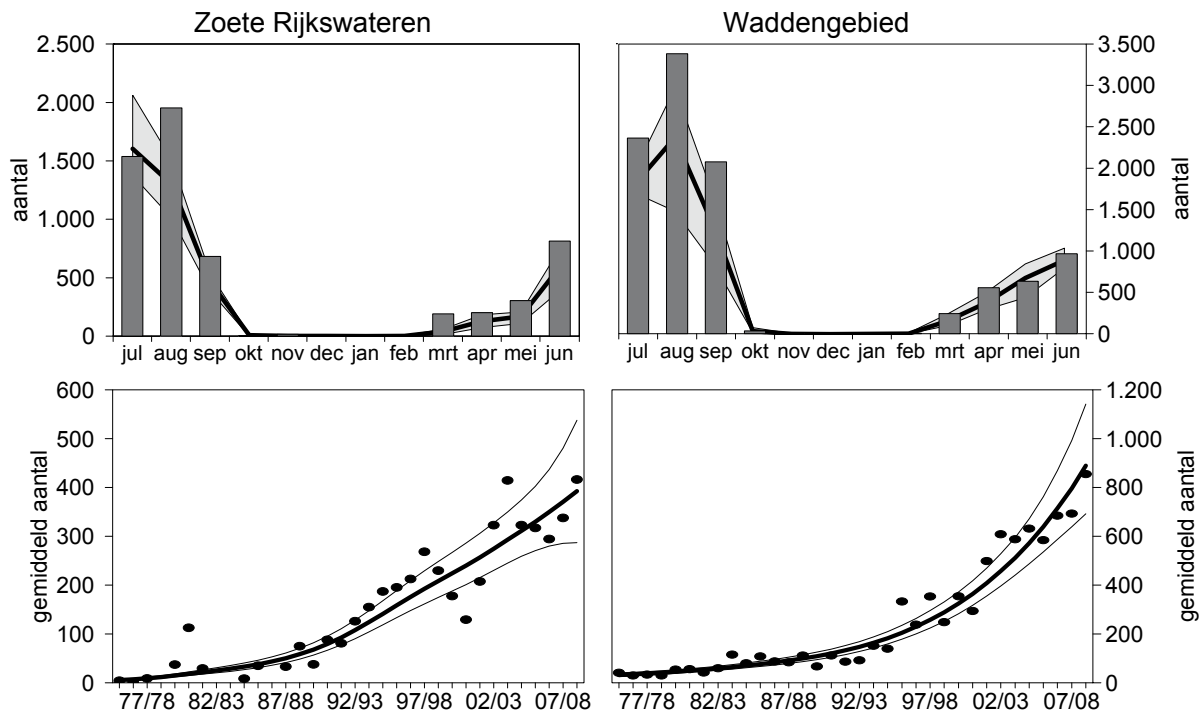 Zoete Rijkswateren
Waddengebied
2.500
2.000
1.500
1.000
500
0
aantal
jul aug sep okt nov dec jan feb mrt apr mei jun
3.500
3.000
2.500
2.000
1.500
1.000
500
0
aantal
jul aug sep okt nov dec jan feb mrt apr mei jun
600
500
400
300
200
100
0
gemiddeld aantal
77/78 82/83 87/88 92/93 97/98 02/03 07/08
1.200
1.000
800
600
400
200
0
gemiddeld aantal
77/78 82/83 87/88 92/93 97/98 02/03 07/08